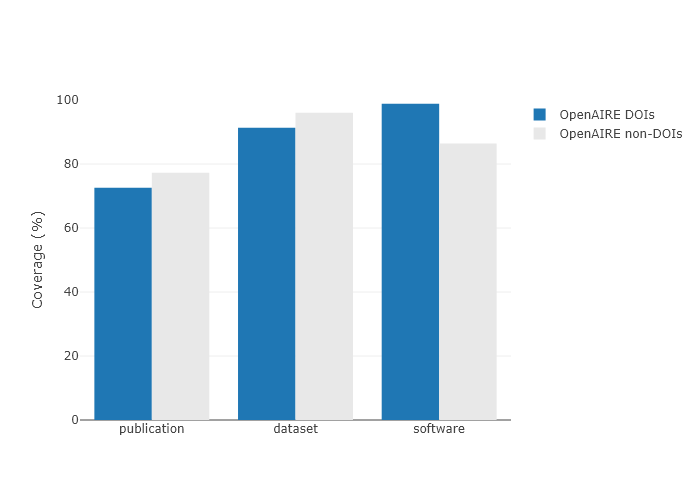 100
80
60
40
20
0
Coverage (%)
publication
dataset
software
OpenAIRE DOIs
OpenAIRE non-DOIs